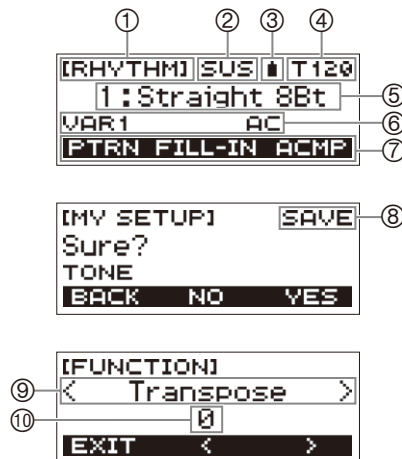 ① ② ③ ④
[RHYTHM] SUS T120
1:Straight 8Bt ⑤
VAR1 AC ⑥
PTRN FILL-IN ACMP ⑦
[MY SETUP] SAVE ⑧
Sure?
TONE
BACK NO YES
[FUNCTION]
⑨ < Transpose >
⑩ 0
EXIT < >